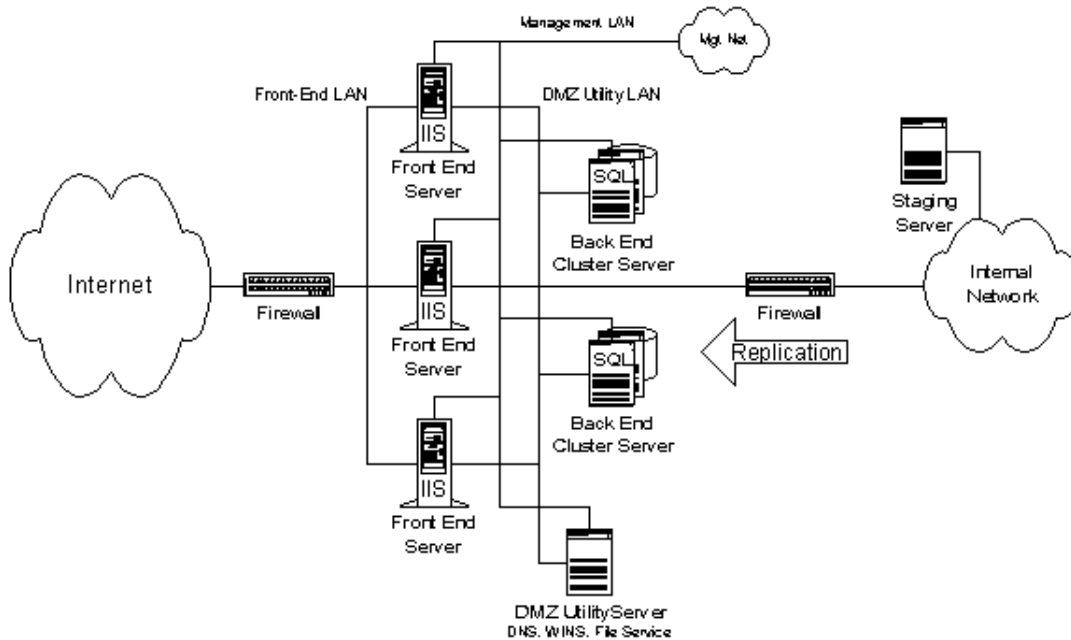 Management LAN
Mgt Net
Front-End LAN
DMZ Utility LAN
IIS
Front End
Server
SQL
Back End
Cluster Server
Staging
Server
Internet
Firewall
IIS
Front End
Server
Firewall
Internal
Network
SQL
Back End
Cluster Server
Replication
IIS
Front End
Server
DMZ UtilityServer
DNS, WINS, File Service